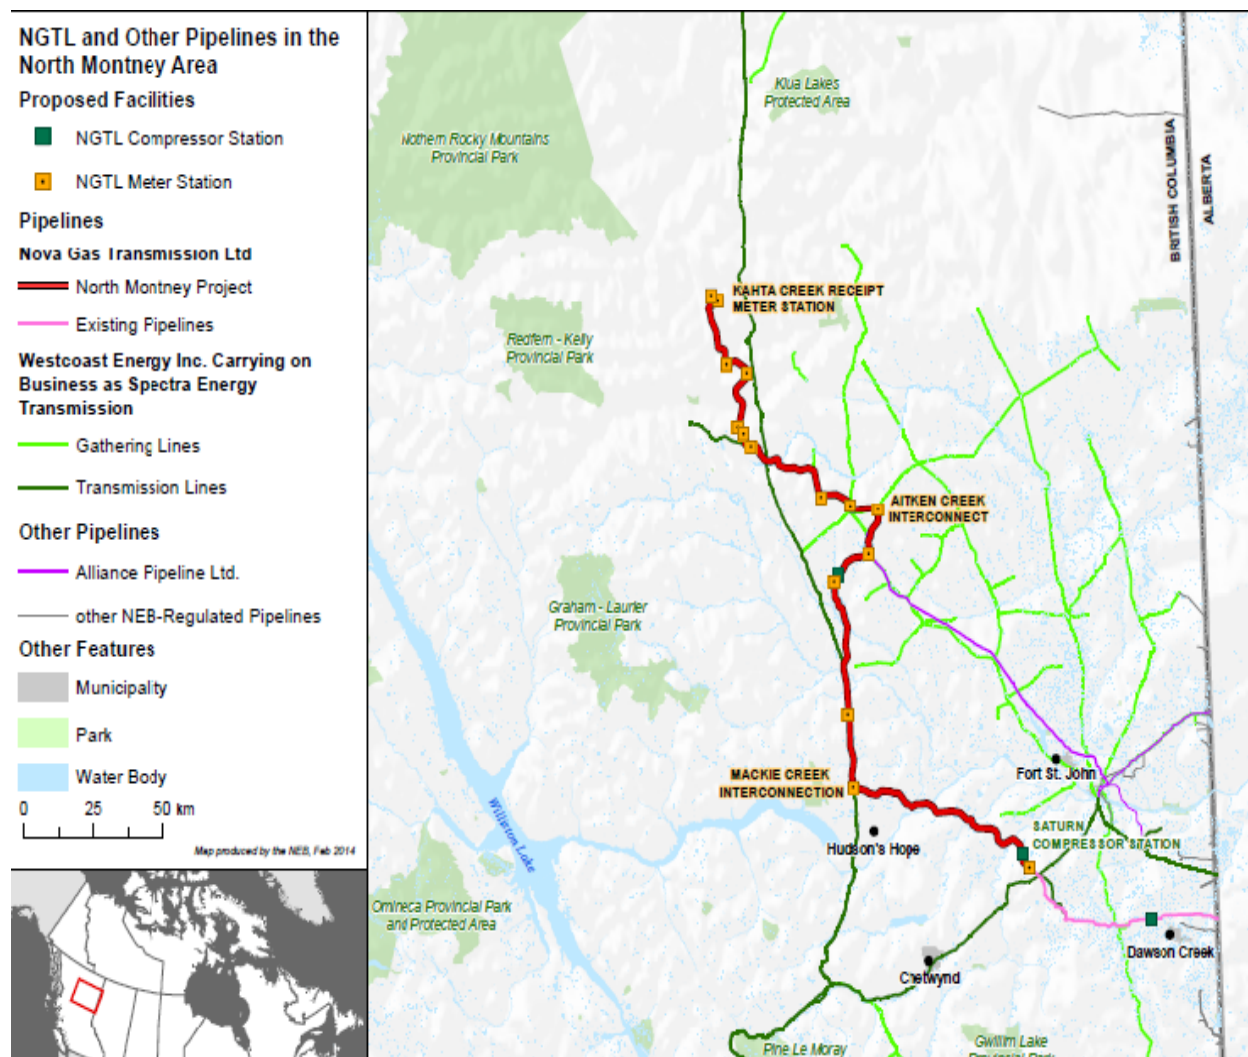 NGTL and Other Pipelines in the
North Montney Area
Proposed Facilities
NGTL Compressor Station
NGTL Meter Station
Pipelines
Nova Gas Transmission Ltd
North Montney Project
Existing Pipelines
Westcoast Energy Inc. Carrying on
Business as Spectra Energy
Transmission
Gathering Lines
Transmission Lines
Other Pipelines
Alliance Pipeline Ltd.
other NEB-Regulated Pipelines
Other Features
Municipality
Park
Water Body
0 25 50 km
Map produced by the NEB, Feb 2014
Klua Lakes
Protected Area
Nothern Rocky Mountains
Provincial Park
BRITISH COLUMBIA
ALBERTA
KAHTA CREEK RECEIPT
METER STATION
Redfern - Kelly
Provincial Park
AITKEN CREEK
INTERCONNECT
Graham - Laurier
Provincial Park
MACKIE CREEK
INTERCONNECTION
Fort St. John
Williston Lake
Hudson's Hope
SATURN
COMPRESSOR STATION
Omineca Provincial Park
and Protected Area
Dawson Creek
Chetwynd
Pine Le Moray
Gwillim Lake
Provincial Park